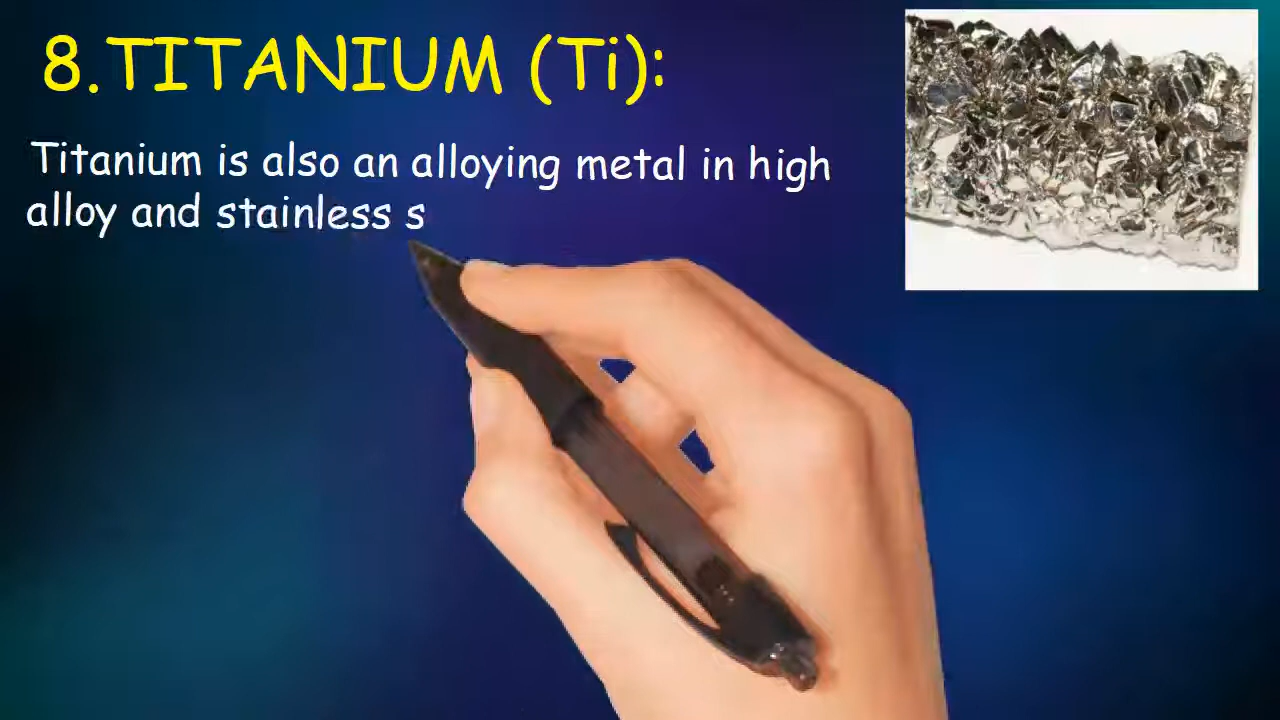 8.TITANIUM (Ti):
Titanium is also an alloying metal in high
alloy and stainless s